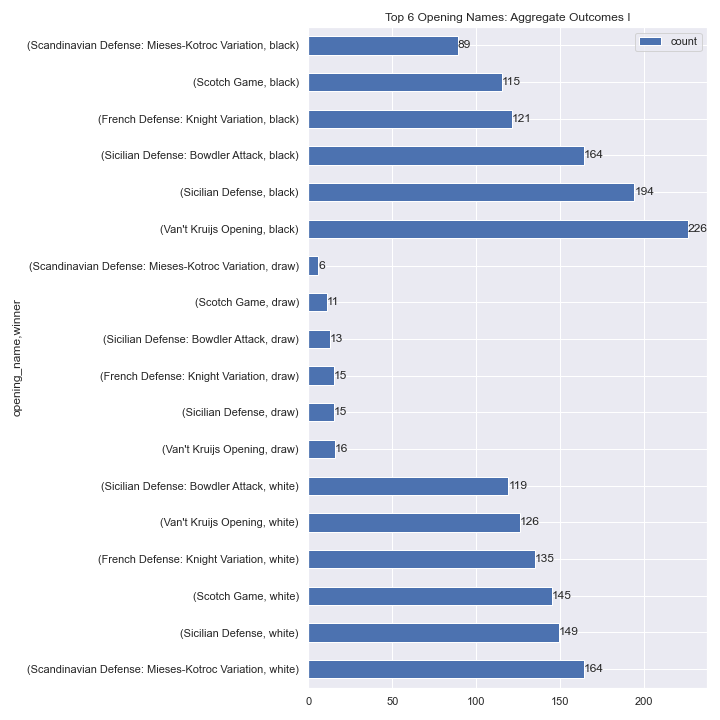 Top 6 Opening Names: Aggregate Outcomes I
count
opening_name,winner
(Scandinavian Defense: Mieses-Kotroc Variation, black) 89
(Scotch Game, black) 115
(French Defense: Knight Variation, black) 121
(Sicilian Defense: Bowdler Attack, black) 164
(Sicilian Defense, black) 194
(Van't Kruijs Opening, black) 226
(Scandinavian Defense: Mieses-Kotroc Variation, draw) 6
(Scotch Game, draw) 11
(Sicilian Defense: Bowdler Attack, draw) 13
(French Defense: Knight Variation, draw) 15
(Sicilian Defense, draw) 15
(Van't Kruijs Opening, draw) 16
(Sicilian Defense: Bowdler Attack, white) 119
(Van't Kruijs Opening, white) 126
(French Defense: Knight Variation, white) 135
(Scotch Game, white) 145
(Sicilian Defense, white) 149
(Scandinavian Defense: Mieses-Kotroc Variation, white) 164
0 50 100 150 200